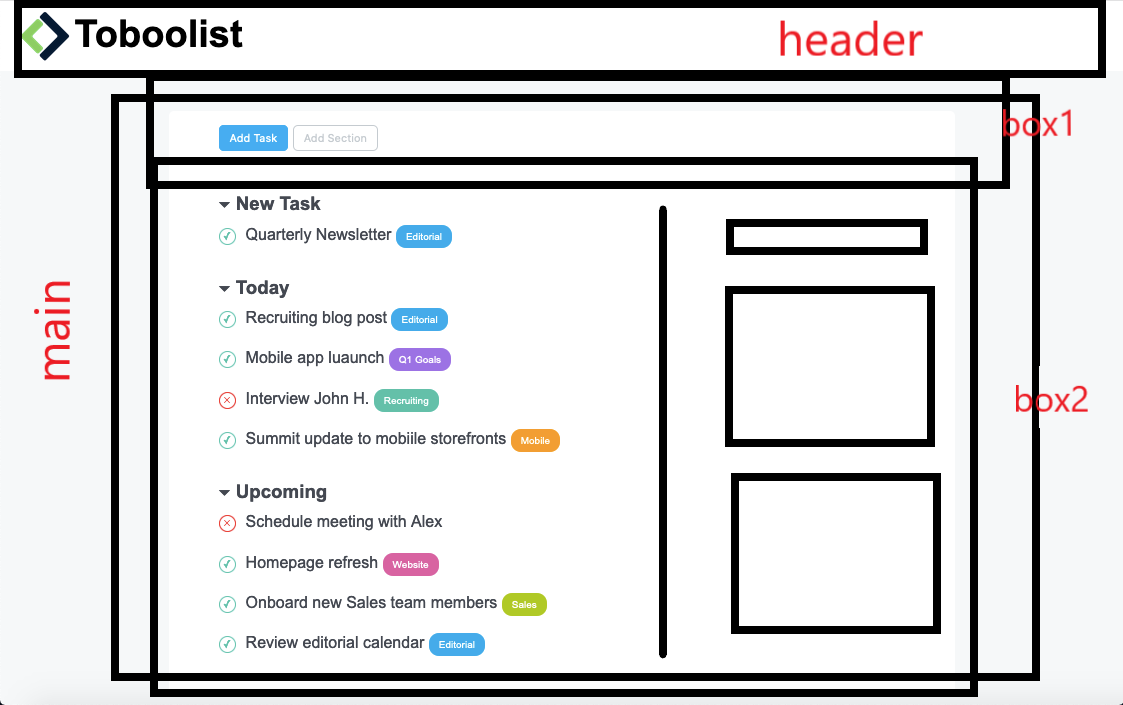 Toboolist
header
Add Task Add Section
box1
New Task
Quarterly Newsletter Editorial
Today
Recruiting blog post Editorial
Mobile app luaunch Q1 Goals
Interview John H. Recruiting
Summit update to mobiile storefronts Mobile
Upcoming
Schedule meeting with Alex
Homepage refresh Website
Onboard new Sales team members Sales
Review editorial calendar Editorial
main
box2